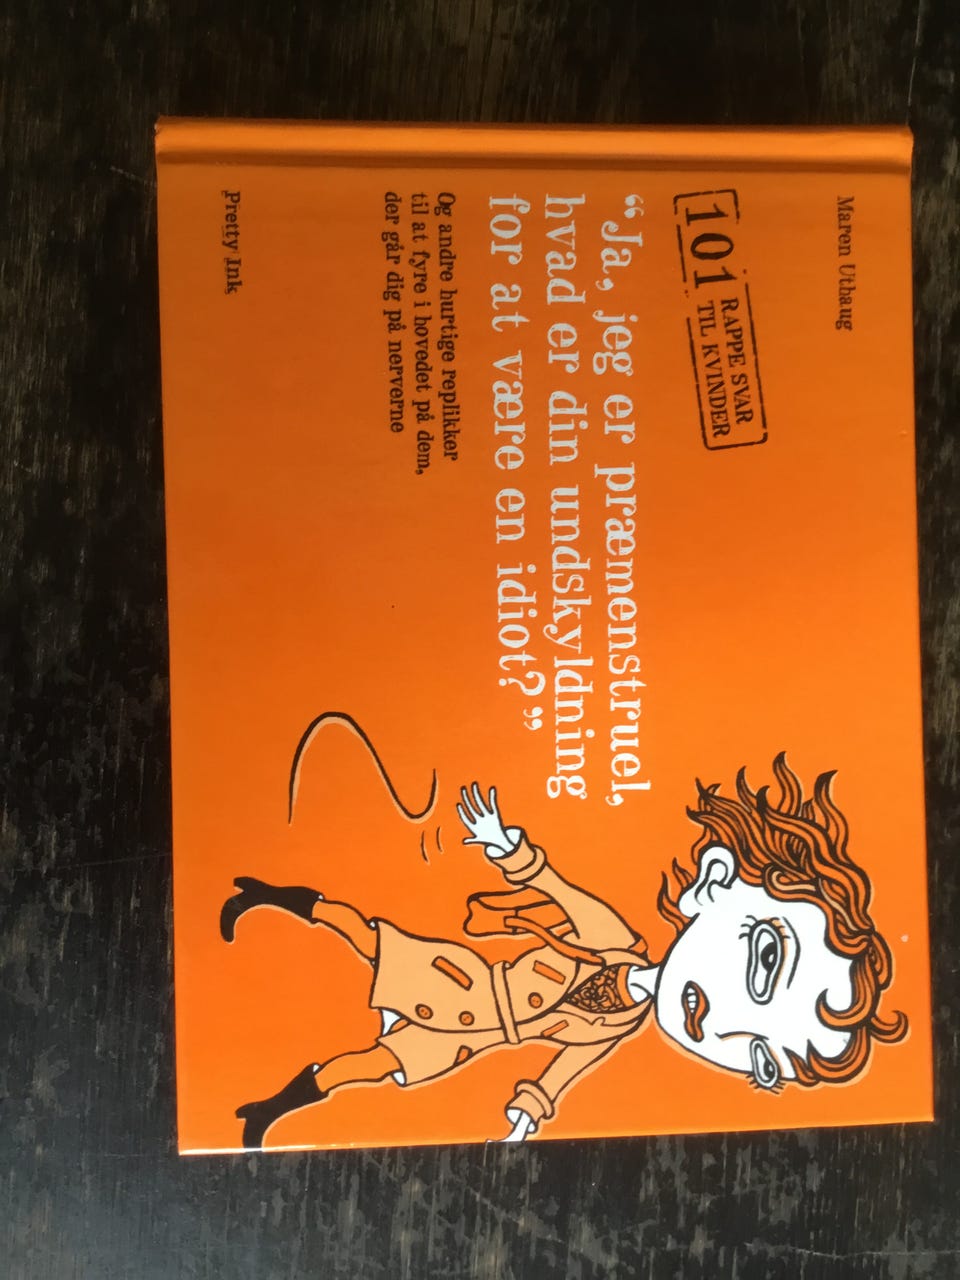 Maren Uthaug
101 RAPPE SVAR
TIL KVINDER
“Ja, jeg er præmenstruel,
hvad er din undskyldning
for at være en idiot?”
Og andre hurtige replikker
til at fyre i hovedet på dem,
der går dig på nerverne
Pretty Ink